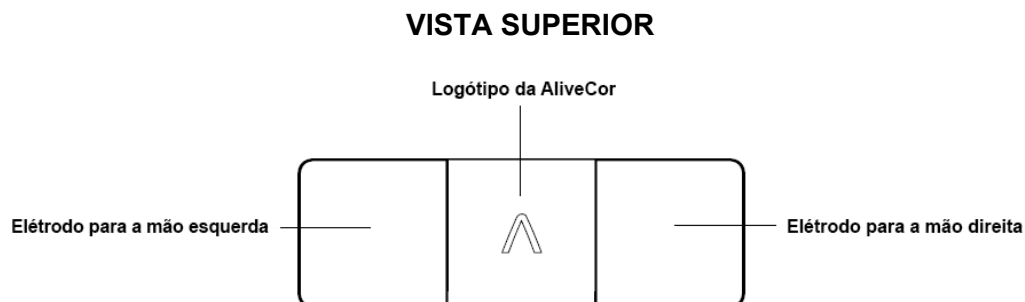 VISTA SUPERIOR
Logótipo da AliveCor
Elétrodo para a mão esquerda
Elétrodo para a mão direita